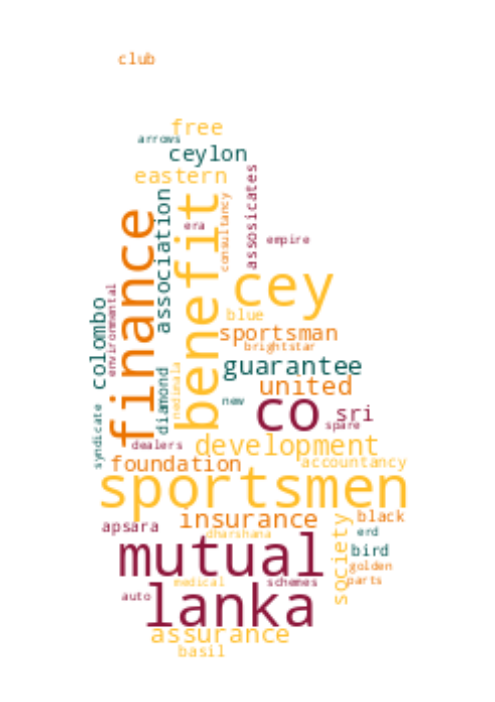 club
free
arrows
ceylon
eastern
assosicates
association
benefit
consultancy
era
empire
finance
cey
environmental
colombo
blue
sportsman
brightstar
guarantee
diamond
nedimala
united
new
co
sri
spare
syndicate
dealers
development
foundation
accountancy
sportsmen
insurance
society
black
apsara
dharshana
erd
bird
mutual
golden
medical
schemes
parts
auto
lanka
assurance
basil